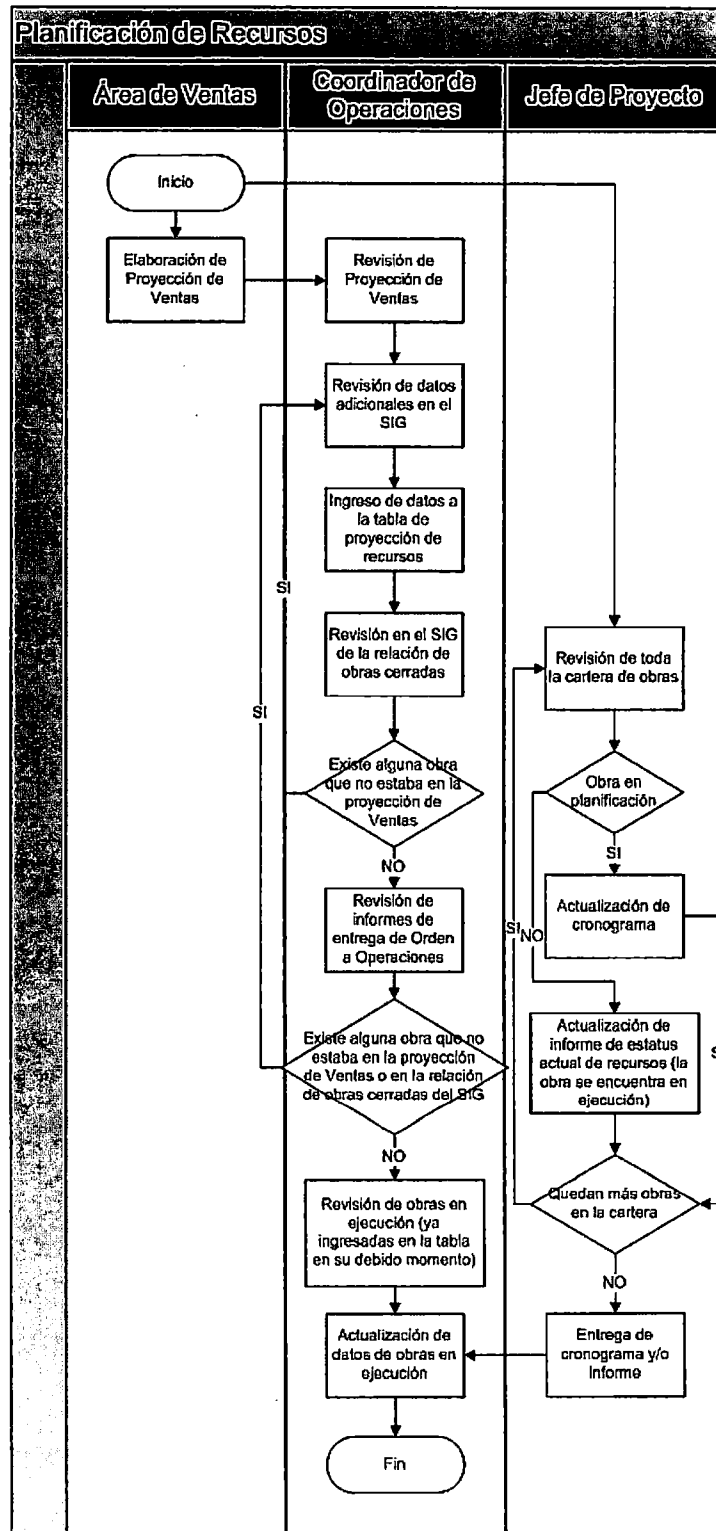 Planificación de Recursos
Área de Ventas
Coordinador de
Operaciones
Jefe de Proyecto
Inicio
Elaboración de
Proyección de
Ventas
Revisión de
Proyección de
Ventas
Revisión de datos
adicionales en el
SIG
Ingreso de datos a
la tabla de
proyección de
recursos
SI
Revisión en el SIG
de la relación de
obras cerradas
Revisión de toda
la cartera de obras
SI
Existe alguna obra
que no estaba en la
proyección de
Ventas
Obra en
planificación
SI
NO
Revisión de
informes de
entrega de Orden
a Operaciones
Actualización de
cronograma
SI
NO
Existe alguna obra que no
estaba en la proyección
de Ventas o en la relación
de obras cerradas del SIG
Actualización de
informe de estatus
actual de recursos (la
obra se encuentra en
ejecución)
S
NO
Quedan más obras
en la cartera
Revisión de obras en
ejecución (ya
ingresadas en la tabla
en su debido momento)
NO
Actualización de
datos de obras en
ejecución
Entrega de
cronograma y/o
Informe
Fin